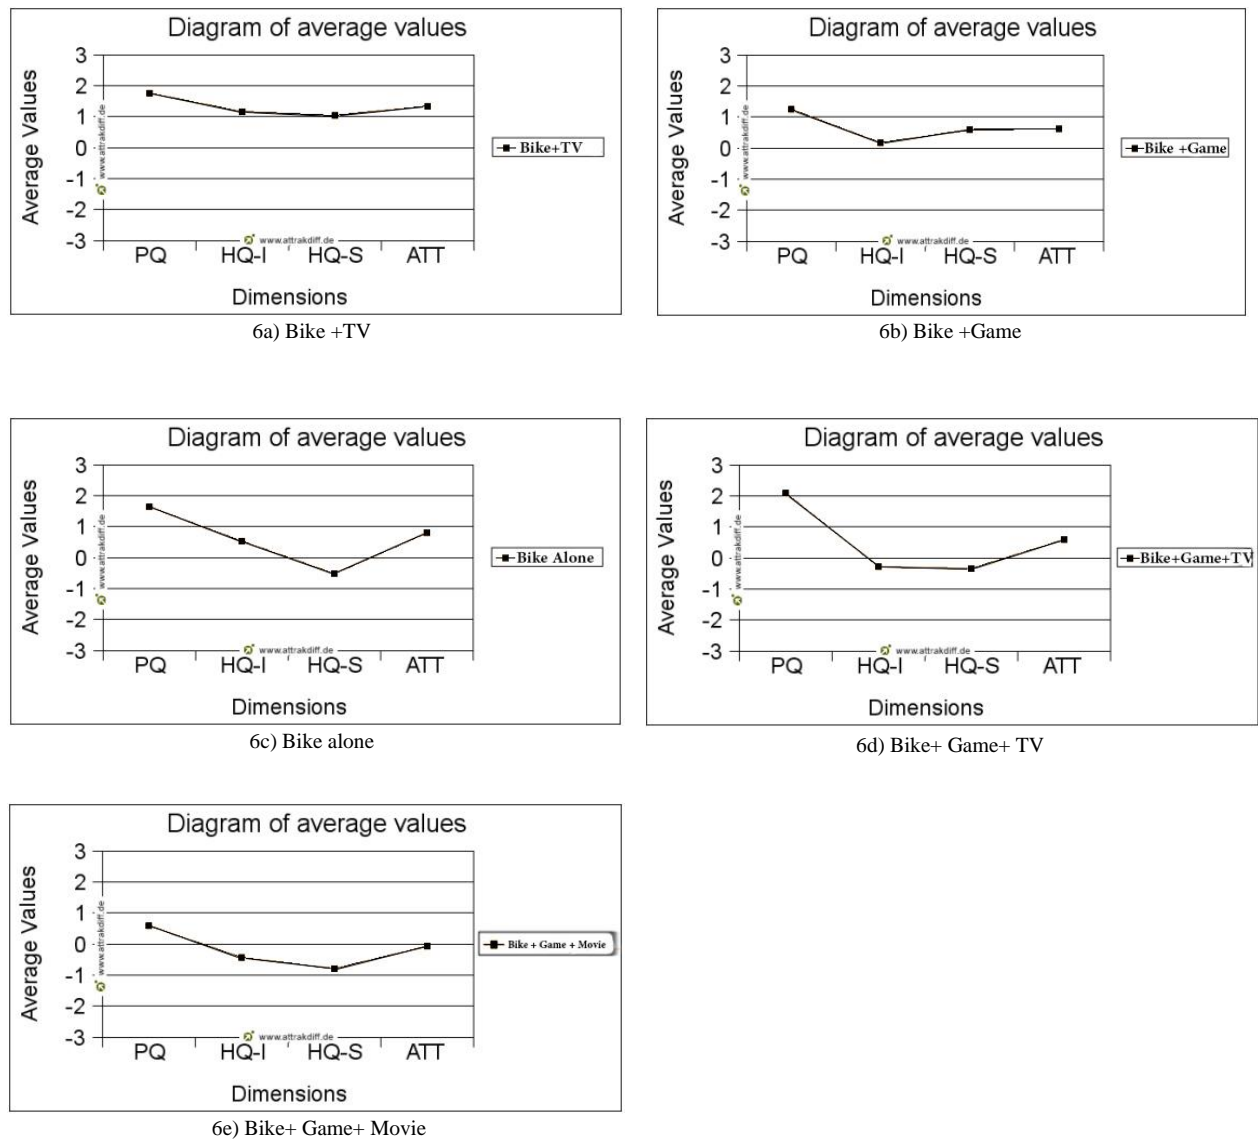 Diagram of average values
Average Values
3
2
1
0
-1
-2
-3
www.attrakdiff.de
www.attrakdiff.de
PQ HQ-I HQ-S ATT
Dimensions
Bike+TV
6a) Bike +TV
Diagram of average values
Average Values
3
2
1
0
-1
-2
-3
www.attrakdiff.de
www.attrakdiff.de
PQ HQ-I HQ-S ATT
Dimensions
Bike +Game
6b) Bike +Game
Diagram of average values
Average Values
3
2
1
0
-1
-2
-3
www.attrakdiff.de
www.attrakdiff.de
PQ HQ-I HQ-S ATT
Dimensions
Bike Alone
6c) Bike alone
Diagram of average values
Average Values
3
2
1
0
-1
-2
-3
www.attrakdiff.de
www.attrakdiff.de
PQ HQ-I HQ-S ATT
Dimensions
Bike+Game+TV
6d) Bike+ Game+ TV
Diagram of average values
Average Values
3
2
1
0
-1
-2
-3
www.attrakdiff.de
www.attrakdiff.de
PQ HQ-I HQ-S ATT
Dimensions
Bike + Game + Movie
6e) Bike+ Game+ Movie